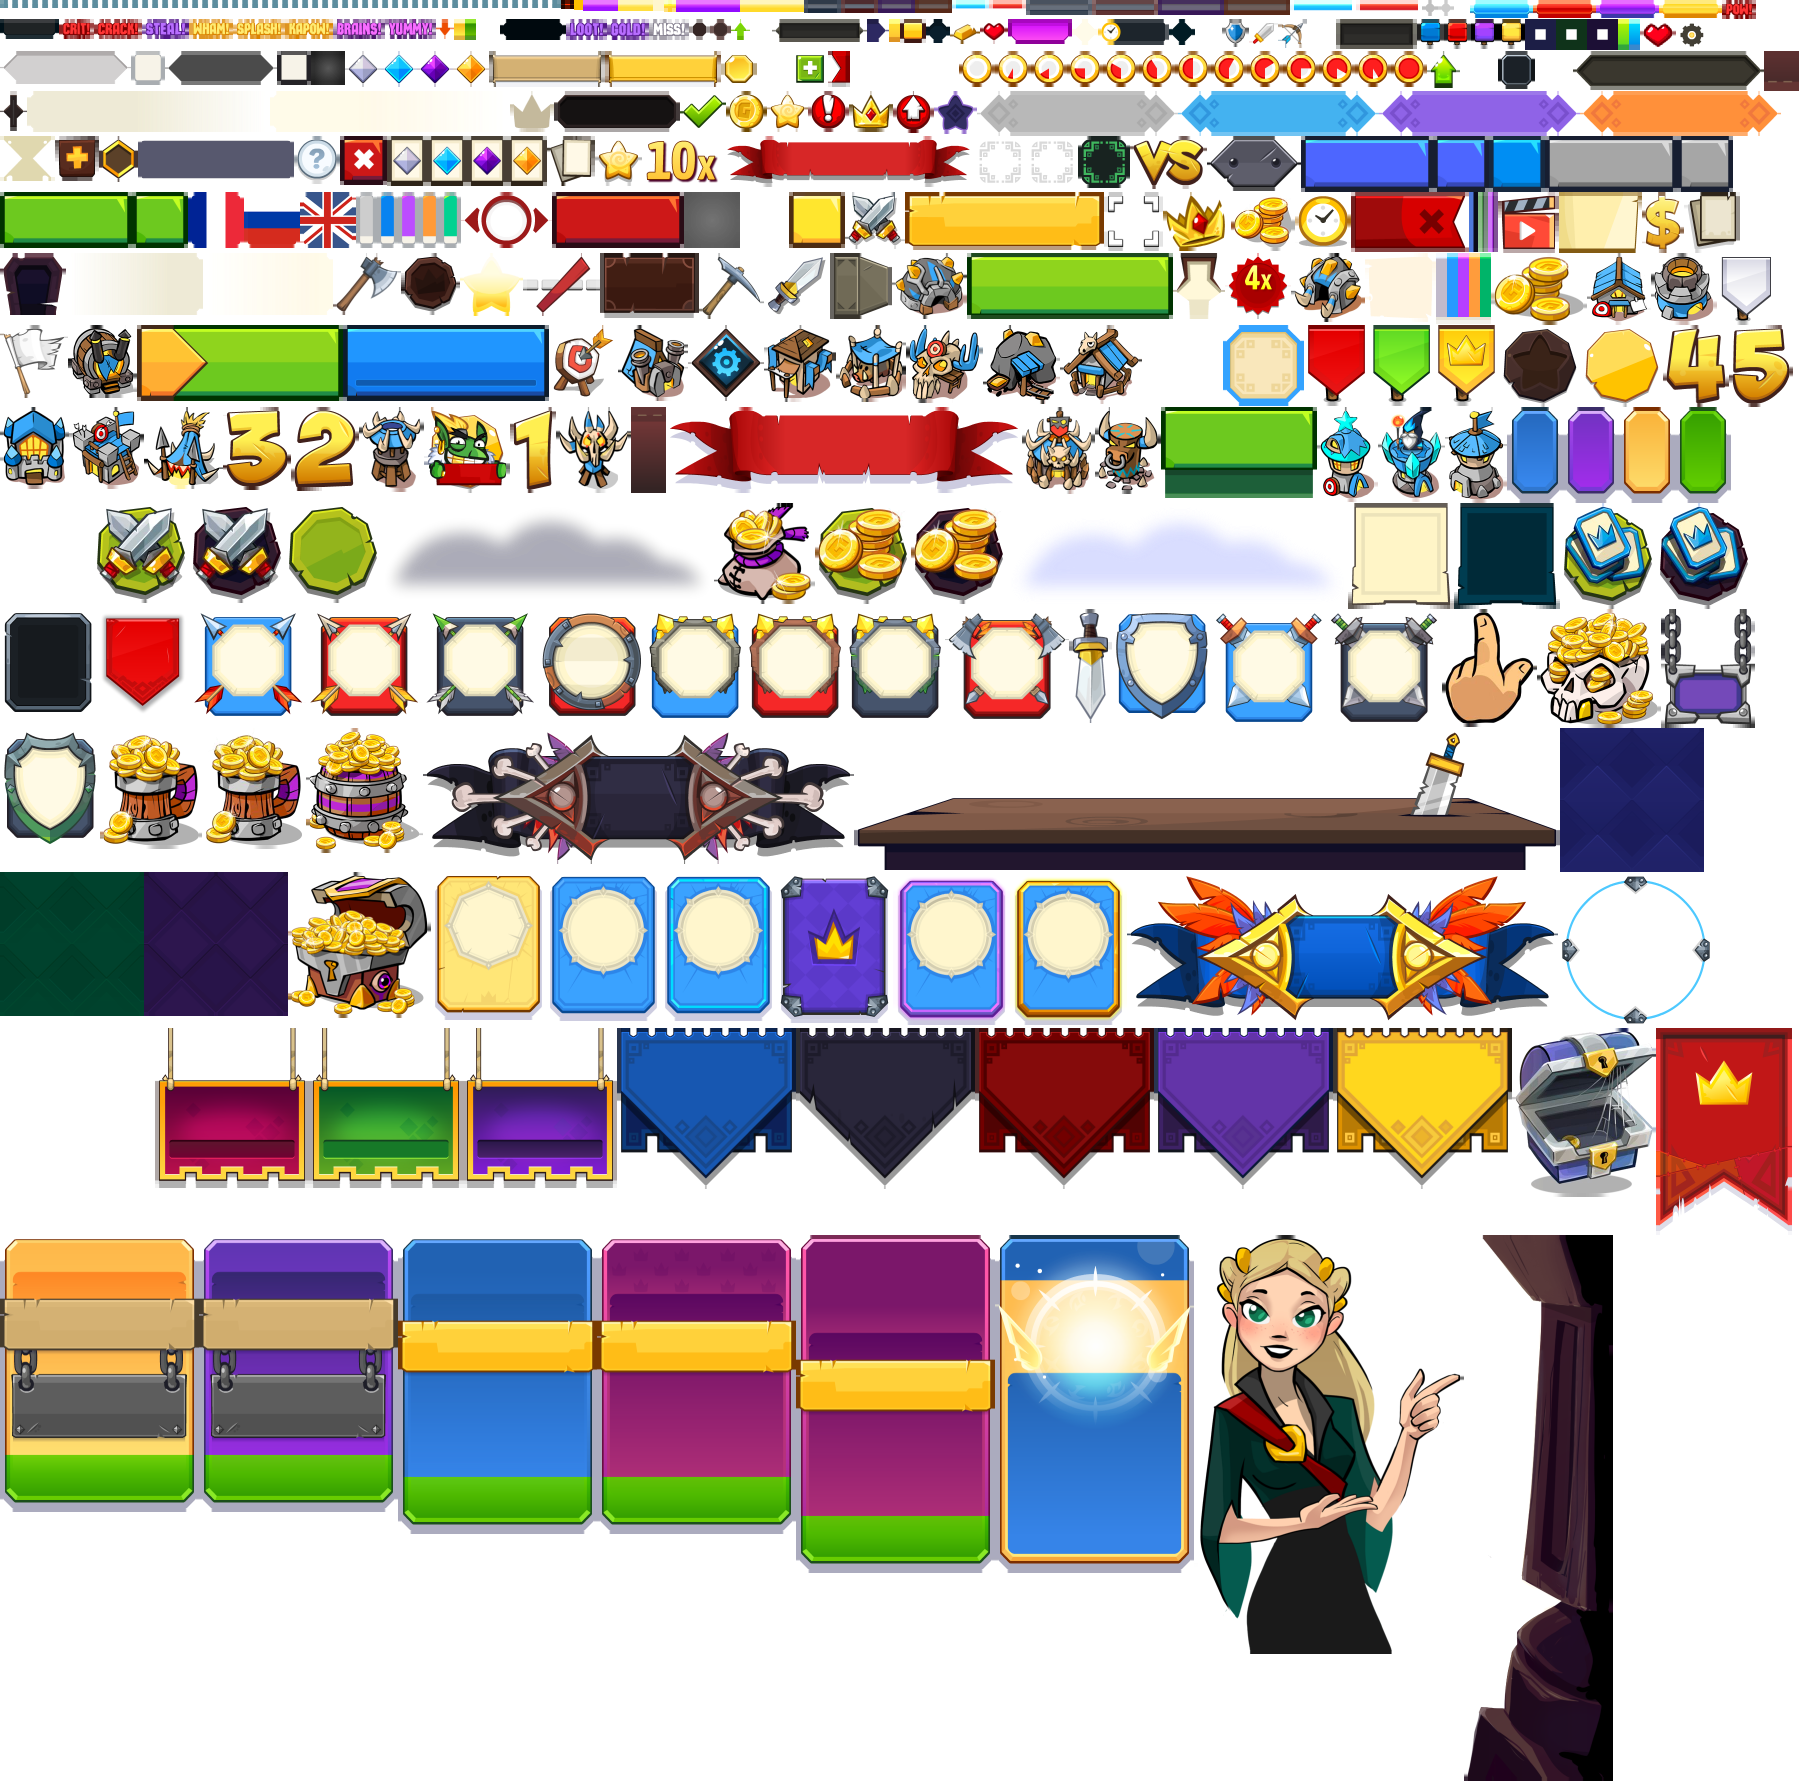 POW!
CRIT! CRACK! STEAL! WHAM! SPLASH! KAPOW! BRAINS! YUMMY! LOOT! GOLD! MISS!
? 10x VS
$
4x
45
32 1